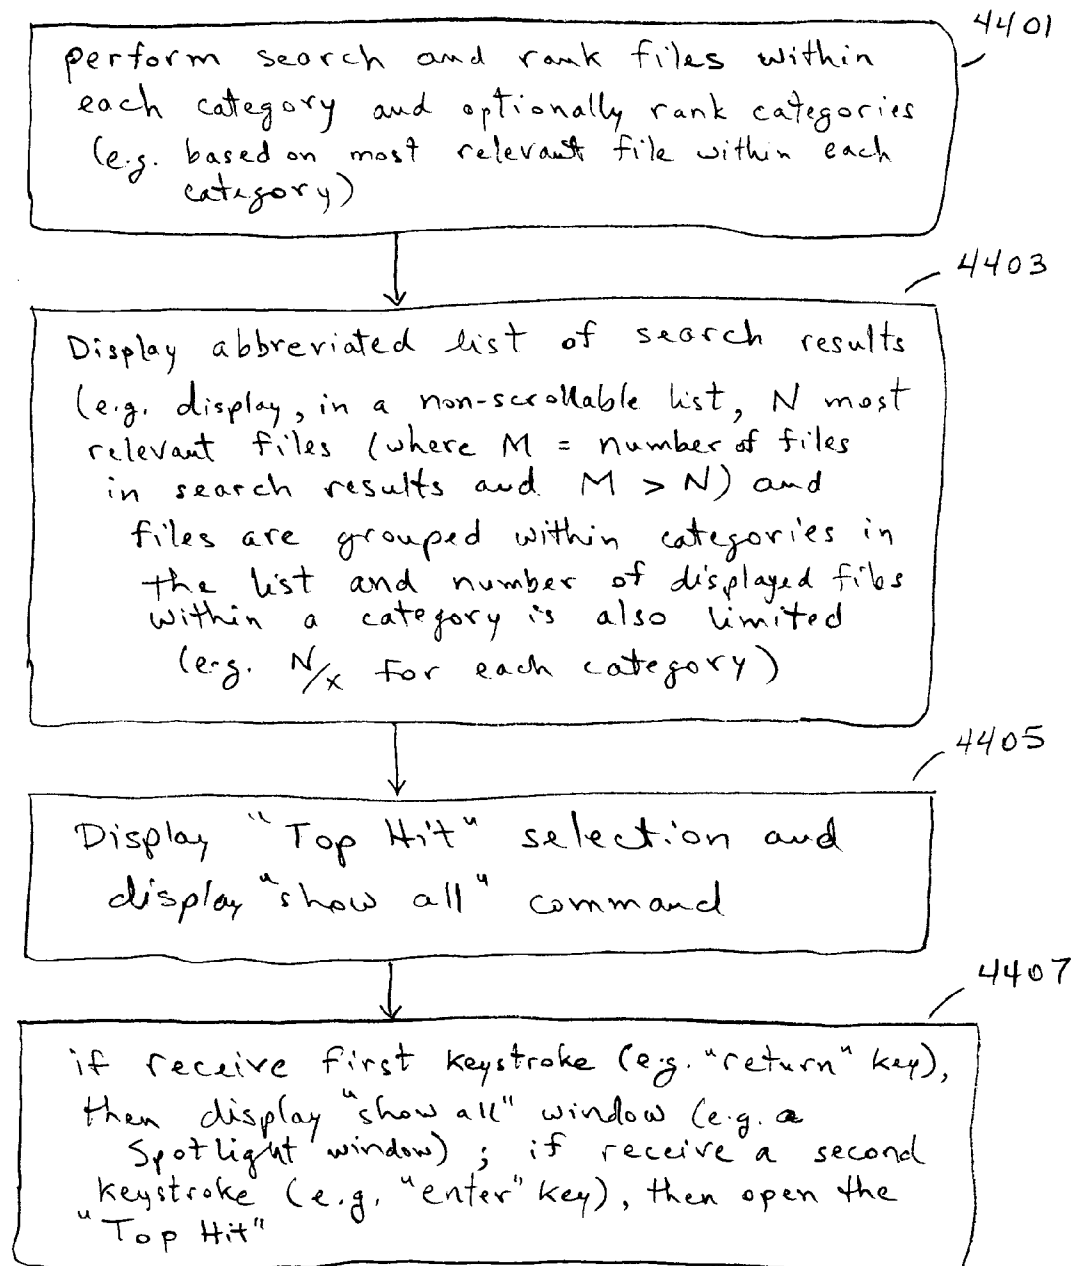 4401
perform search and rank files within
each category and optionally rank categories
(e.g. based on most relevant file within each
category)
4403
Display abbreviated list of search results
(e.g. display, in a non-scrollable list, N most
relevant files (where M = number of files
in search results and M > N) and
files are grouped within categories in
the list and number of displayed files
within a category is also limited
(e.g. N/x for each category)
4405
Display "Top Hit" selection and
display "show all" command
4407
if receive first keystroke (e.g. "return" key),
then display "show all" window (e.g. a
Spotlight window) ; if receive a second
keystroke (e.g. "enter" key), then open the
"Top Hit"